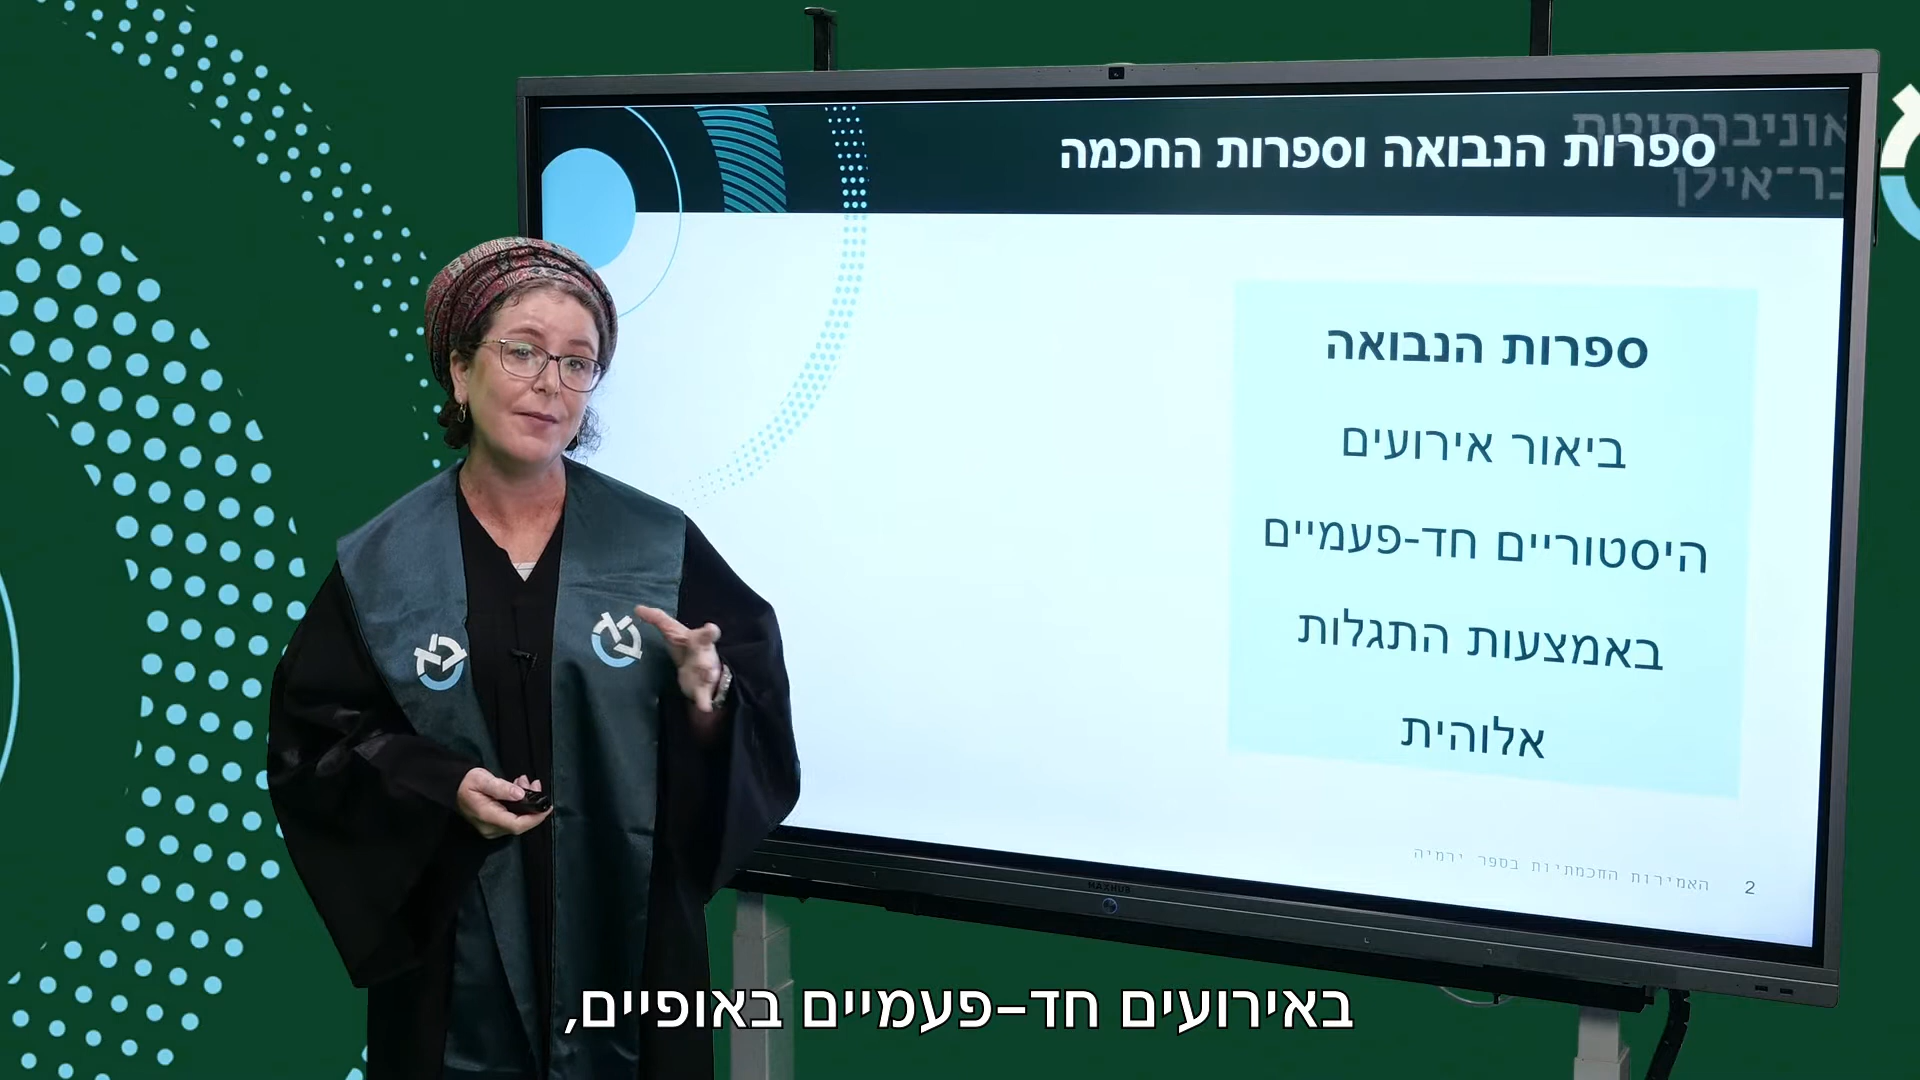 ספרות הנבואה וספרות החכמה
אוניברסיטת
בר־אילן
ספרות הנבואה
ביאור אירועים
היסטוריים חד-פעמיים
באמצעות התגלות
אלוהית
האמירות החכמתיות בספר ירמיה
2
MAXHUB
באירועים חד–פעמיים באופיים,